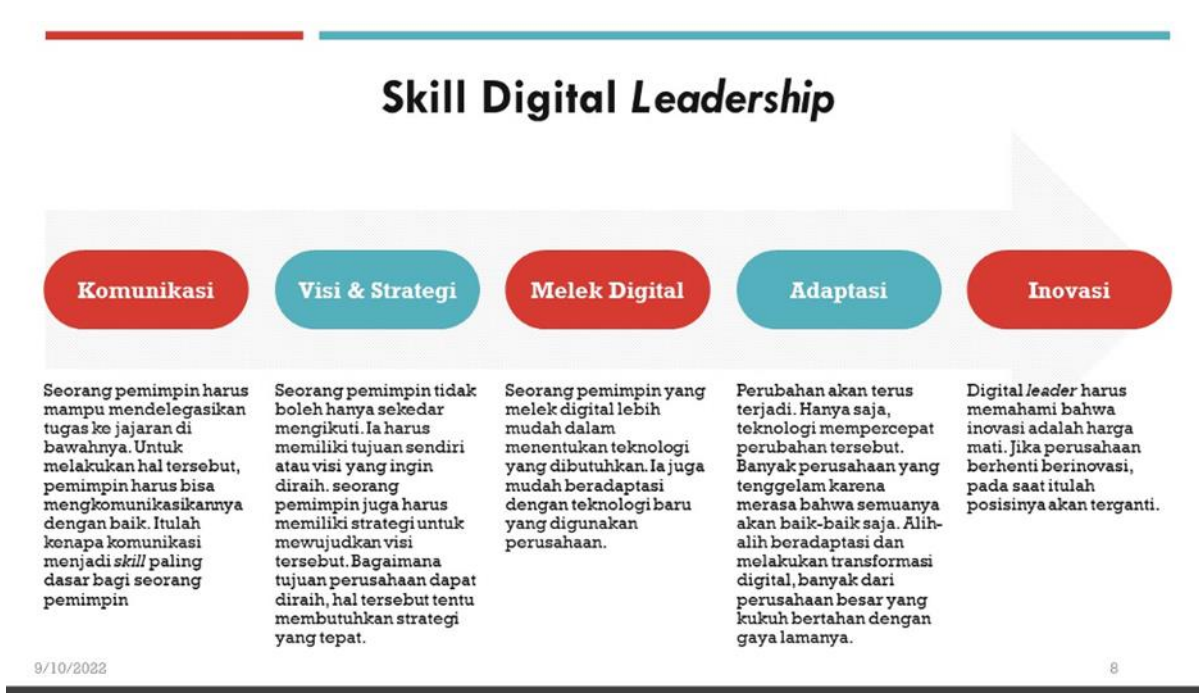 Skill Digital Leadership
Komunikasi
Seorang pemimpin harus
mampu mendelegasikan
tugas ke jajaran di
bawahnya. Untuk
melakukan hal tersebut,
pemimpin harus bisa
mengkomunikasikannya
dengan baik. Itulah
kenapa komunikasi
menjadi skill paling
dasar bagi seorang
pemimpin
Visi & Strategi
Seorang pemimpin tidak
boleh hanya sekedar
mengikuti. Ia harus
memiliki tujuan sendiri
atau visi yang ingin
diraih. seorang
pemimpin juga harus
memiliki strategi untuk
mewujudkan visi
tersebut. Bagaimana
tujuan perusahaan dapat
diraih, hal tersebut tentu
membutuhkan strategi
yang tepat.
Melek Digital
Seorang pemimpin yang
melek digital lebih
mudah dalam
menentukan teknologi
yang dibutuhkan. Ia juga
mudah beradaptasi
dengan teknologi baru
yang digunakan
perusahaan.
Adaptasi
Perubahan akan terus
terjadi. Hanya saja,
teknologi mempercepat
perubahan tersebut.
Banyak perusahaan yang
tenggelam karena
merasa bahwa semuanya
akan baik-baik saja. Alih-
alih beradaptasi dan
melakukan transformasi
digital, banyak dari
perusahaan besar yang
kukuh bertahan dengan
gaya lamanya.
Inovasi
Digital leader harus
memahami bahwa
inovasi adalah harga
mati. Jika perusahaan
berhenti berinovasi,
pada saat itulah
posisinya akan terganti.
9/10/2022
8